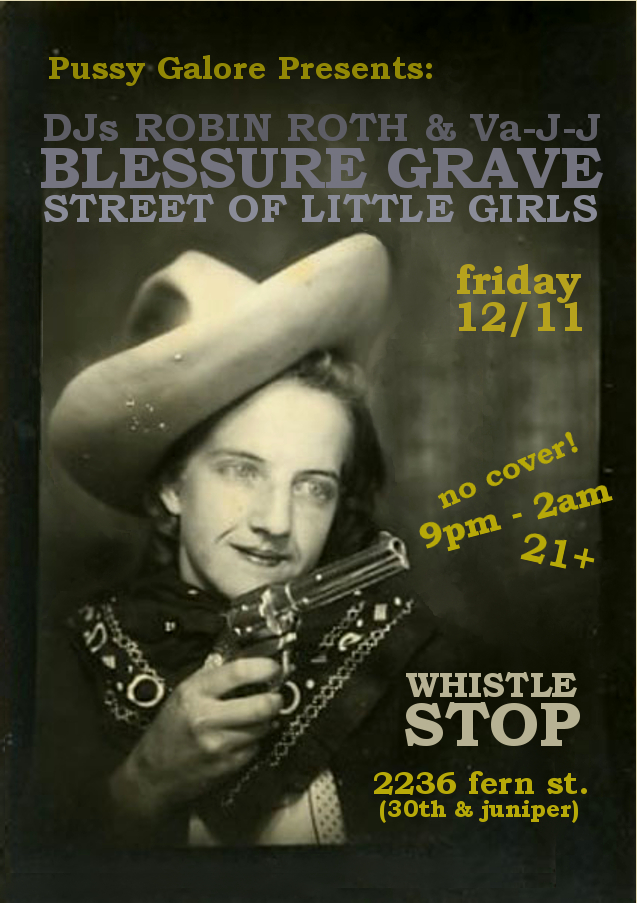 Pussy Galore Presents:
DJs ROBIN ROTH & Va-J-J
BLESSURE GRAVE
STREET OF LITTLE GIRLS
friday
12/11
no cover!
9pm - 2am
21+
WHISTLE
STOP
2236 fern st.
(30th & juniper)